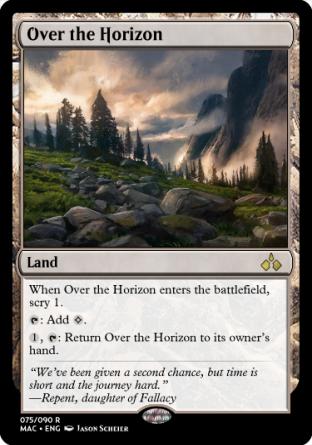 Over the Horizon
Land
When Over the Horizon enters the battlefield,
scry 1.
: Add .
1, : Return Over the Horizon to its owner's
hand.
"We've been given a second chance, but time is
short and the journey hard."
—Repent, daughter of Fallacy
075/090 R
MAC • ENG Jason Scheier